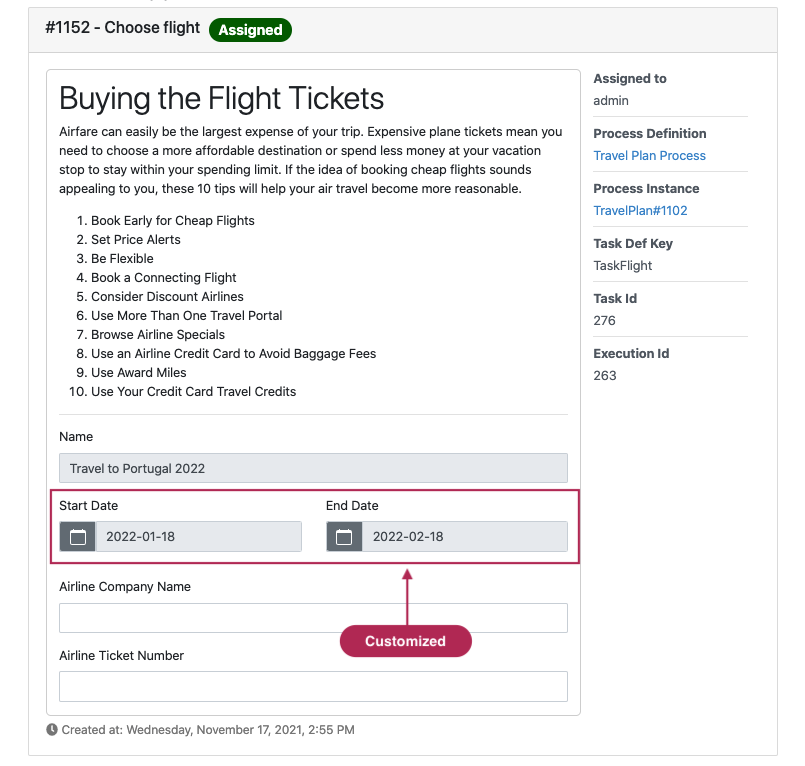 #1152 - Choose flight Assigned
Buying the Flight Tickets
Airfare can easily be the largest expense of your trip. Expensive plane tickets mean you
need to choose a more affordable destination or spend less money at your vacation
stop to stay within your spending limit. If the idea of booking cheap flights sounds
appealing to you, these 10 tips will help your air travel become more reasonable.
1. Book Early for Cheap Flights
2. Set Price Alerts
3. Be Flexible
4. Book a Connecting Flight
5. Consider Discount Airlines
6. Use More Than One Travel Portal
7. Browse Airline Specials
8. Use an Airline Credit Card to Avoid Baggage Fees
9. Use Award Miles
10. Use Your Credit Card Travel Credits
Name
Travel to Portugal 2022
Start Date End Date
2022-01-18 2022-02-18
Airline Company Name
Customized
Airline Ticket Number
Created at: Wednesday, November 17, 2021, 2:55 PM
Assigned to
admin
Process Definition
Travel Plan Process
Process Instance
TravelPlan#1102
Task Def Key
TaskFlight
Task Id
276
Execution Id
263